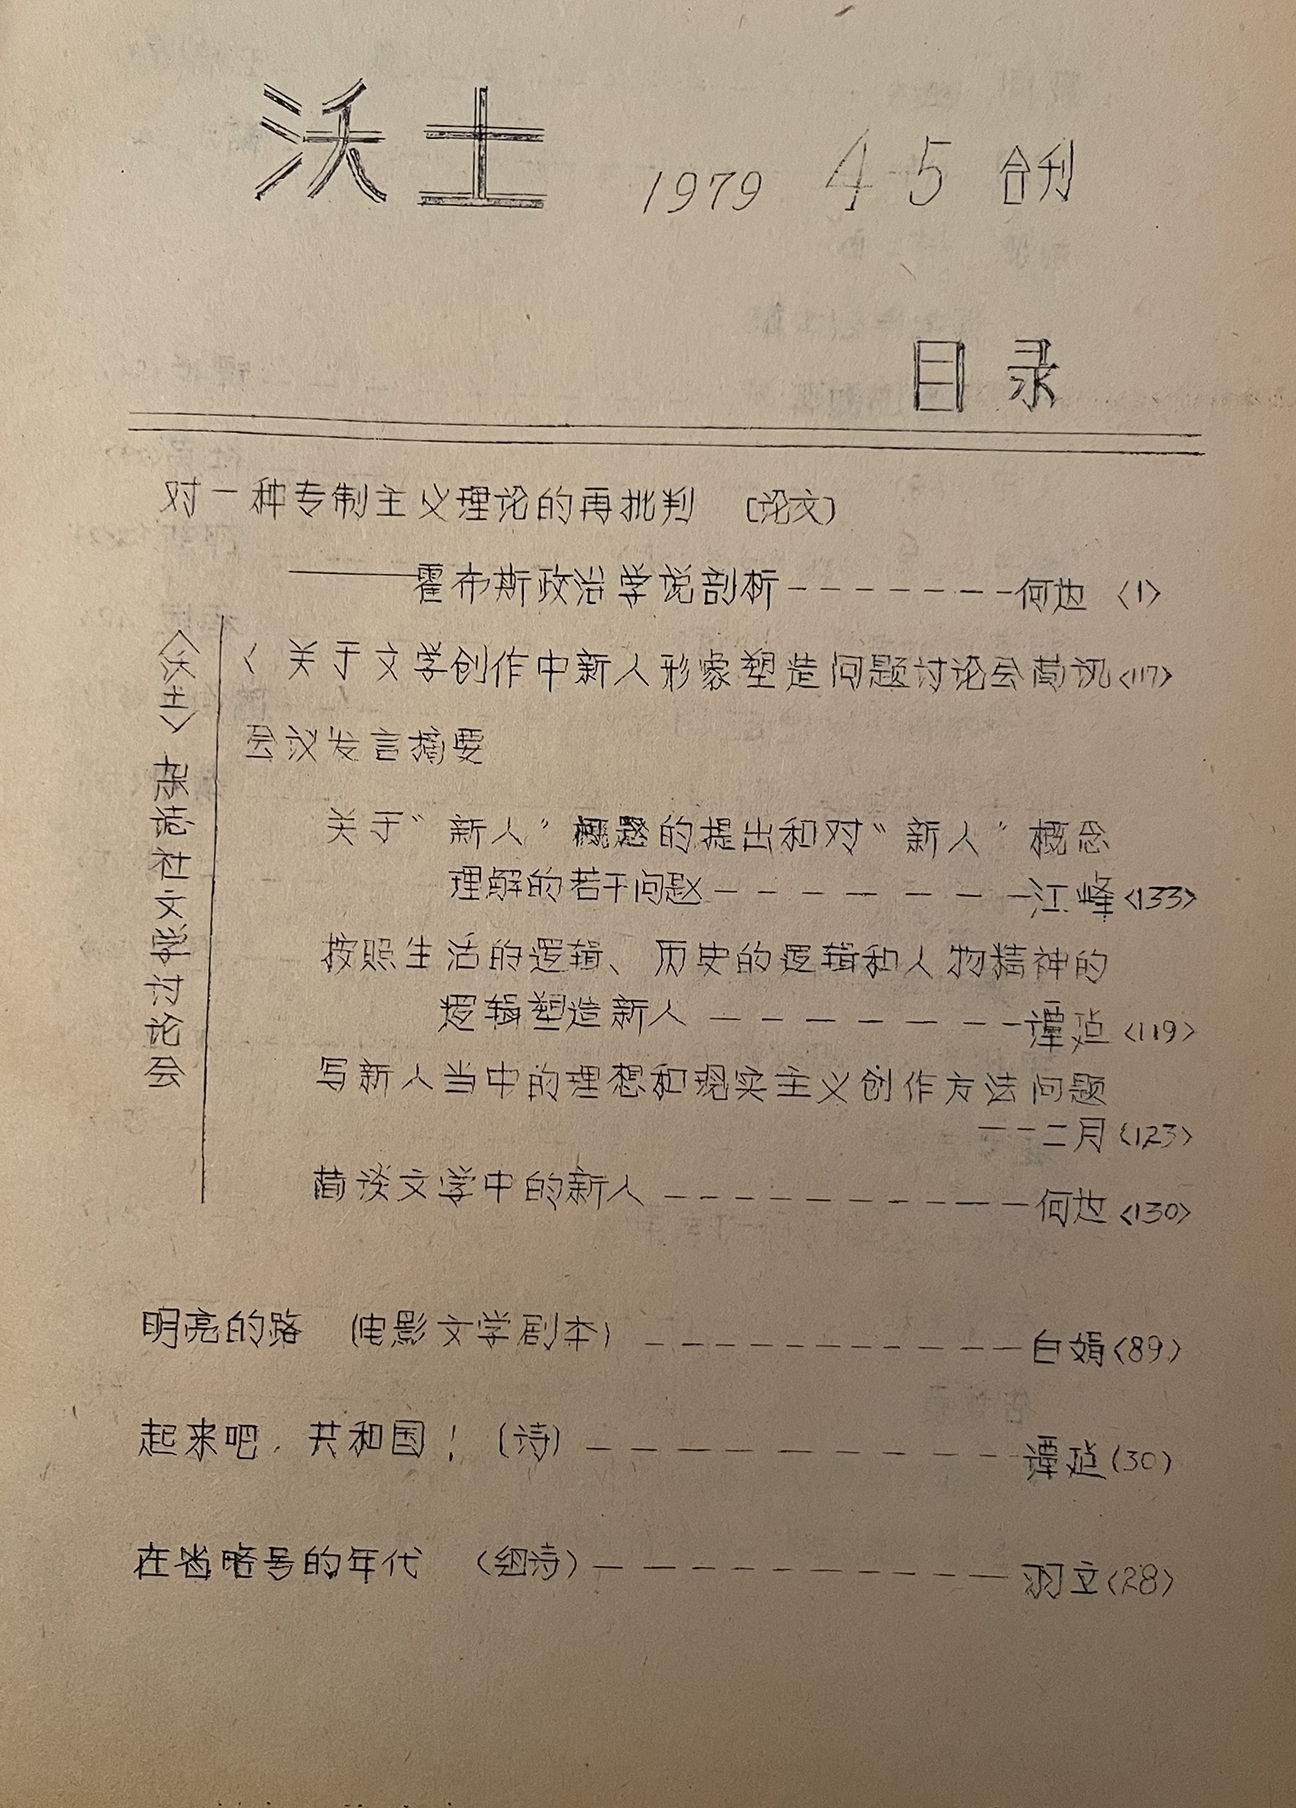 沃土 1979 4 5 合刊
目录
对一种专制主义理论的再批判 〔论文〕
——霍布斯政治学说剖析-------何边〈1〉
〈沃土〉杂志社文学讨论会
〈关于文学创作中新人形象塑造问题讨论会简讯〈117〉
会议发言摘要
关于“新人”概念的提出和对“新人”概念
理解的若干问题-------江峰〈133〉
按照生活的逻辑、历史的逻辑和人物精神的
逻辑塑造新人-------谭〈119〉
写新人当中的理想和现实主义创作方法问题
--二月〈123〉
简谈文学中的新人---------何边〈130〉
明亮的路 (电影文学剧本)----------白娟〈89〉
起来吧，共和国！〔诗〕----------谭(30)
在省略号的年代 (组诗)----------羽立〈28〉